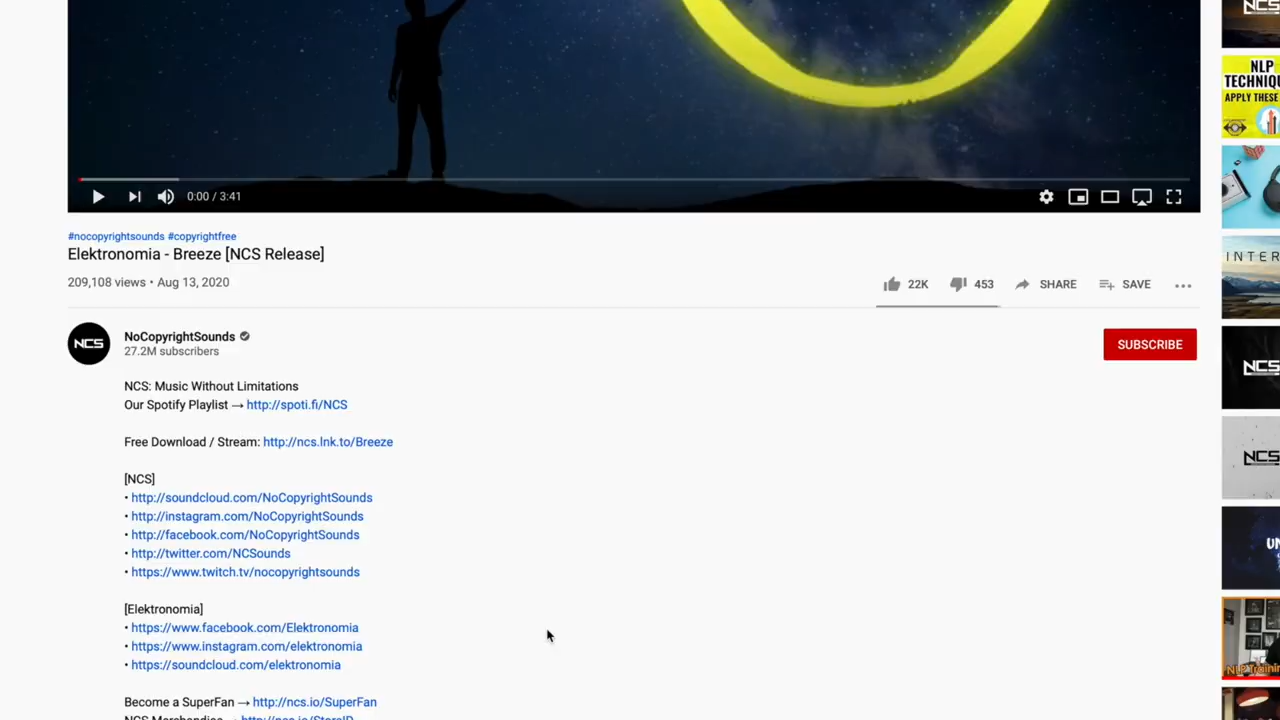 NCS
NLP
APPLY THESE
0:00 / 3:41
#nocopyrightsounds #copyrightfree
Elektronomia - Breeze [NCS Release]
209,108 views • Aug 13, 2020
22K
453
SHARE
SAVE
INTER
NoCopyrightSounds
27.2M subscribers
SUBSCRIBE
NCS
NCS
NCS: Music Without Limitations
Our Spotify Playlist → http://spoti.fi/NCS
Free Download / Stream: http://ncs.lnk.to/Breeze
NCS
[NCS]
• http://soundcloud.com/NoCopyrightSounds
• http://instagram.com/NoCopyrightSounds
• http://facebook.com/NoCopyrightSounds
• http://twitter.com/NCSounds
• https://www.twitch.tv/nocopyrightsounds
[Elektronomia]
• https://www.facebook.com/Elektronomia
• https://www.instagram.com/elektronomia
• https://soundcloud.com/elektronomia
Become a SuperFan → http://ncs.io/SuperFan